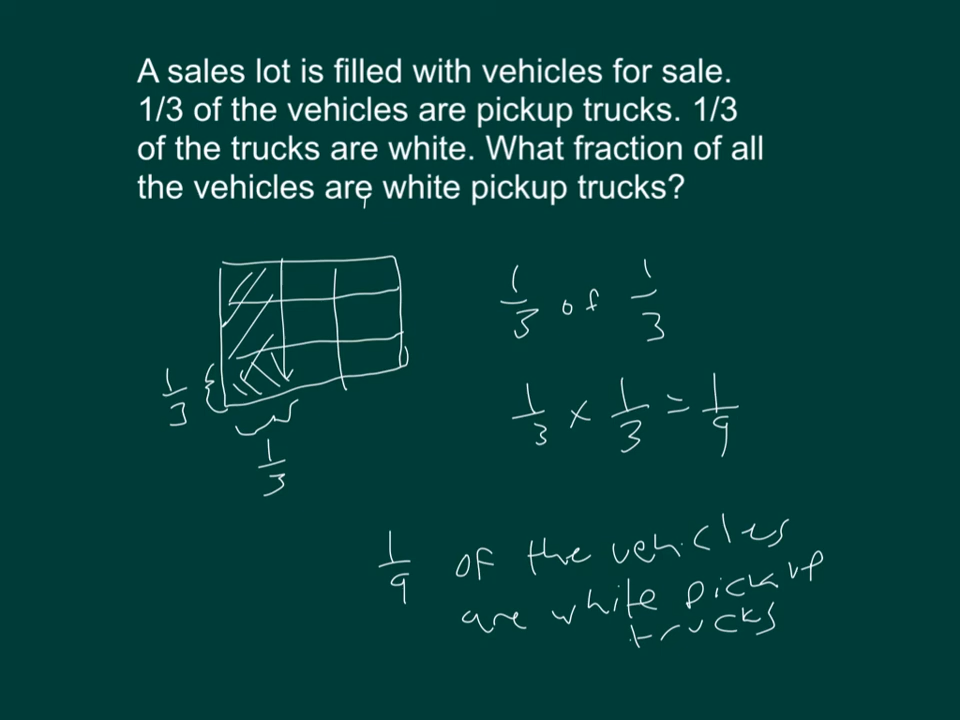 A sales lot is filled with vehicles for sale.
1/3 of the vehicles are pickup trucks. 1/3
of the trucks are white. What fraction of all
the vehicles are white pickup trucks?
1/3 of 1/3
1/3
1/3 x 1/3 = 1/9
1/3
1/9 of the vehicles
are white pickup
trucks